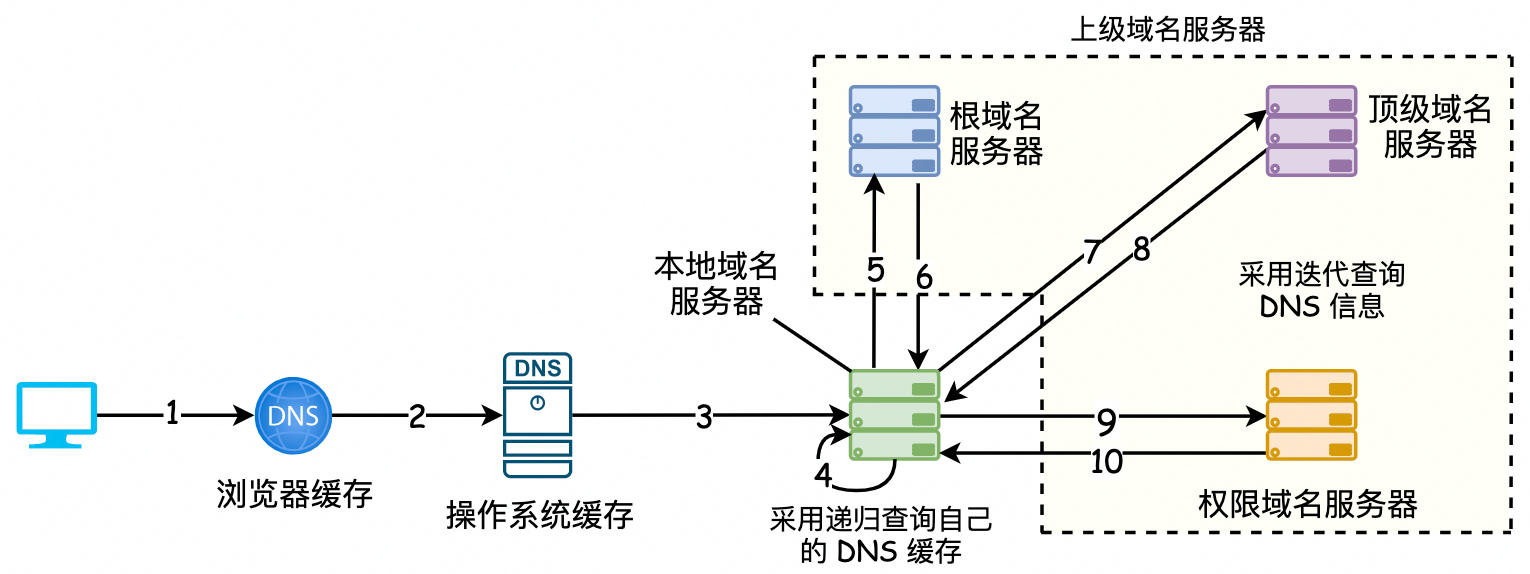 上级域名服务器
根域名
服务器
顶级域名
服务器
7
8
5
6
本地域名
服务器
采用迭代查询
DNS 信息
DNS
1
DNS
2
3
9
4
10
浏览器缓存
操作系统缓存
权限域名服务器
采用递归查询自己
的 DNS 缓存